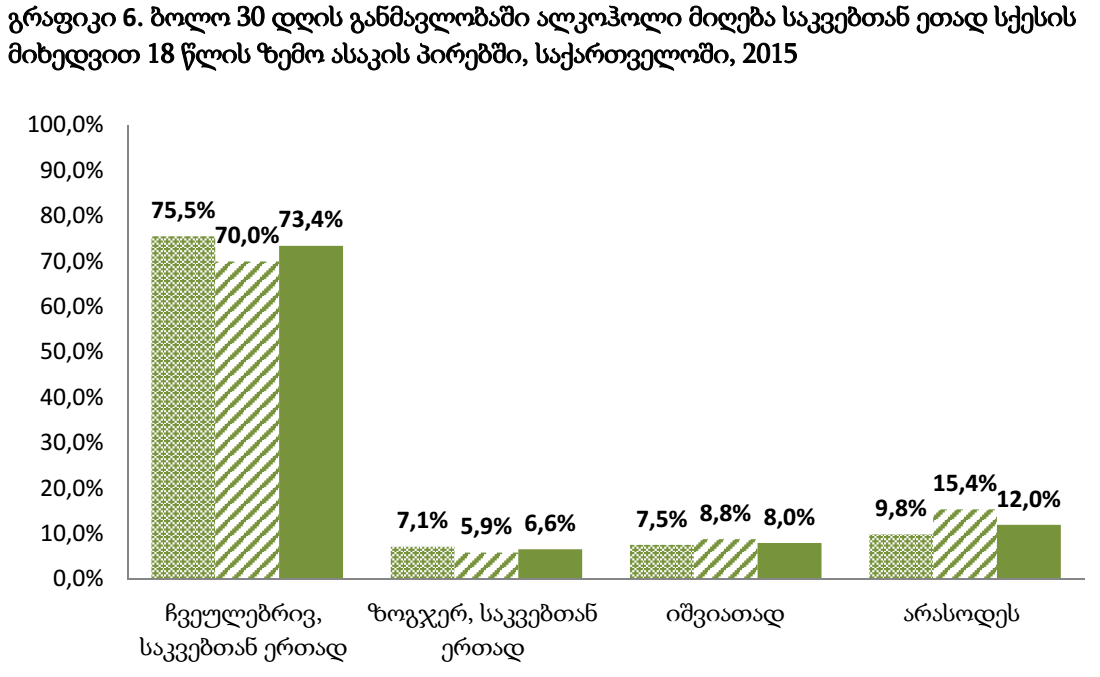 გრაფიკი 6. ბოლო 30 დღის განმავლობაში ალკოჰოლი მიღება საკვებთან ეთად სქესის
მიხედვით 18 წლის ზემო ასაკის პირებში, საქართველოში, 2015
100,0%
90,0%
80,0%
70,0%
60,0%
50,0%
40,0%
30,0%
20,0%
10,0%
0,0%
75,5%
70,0%
73,4%
7,1%
5,9%
6,6%
7,5%
8,8%
8,0%
9,8%
15,4%
12,0%
ჩვეულებრივ,
საკვებთან ერთად
ზოგჯერ, საკვებთან
ერთად
იშვიათად
არასოდეს